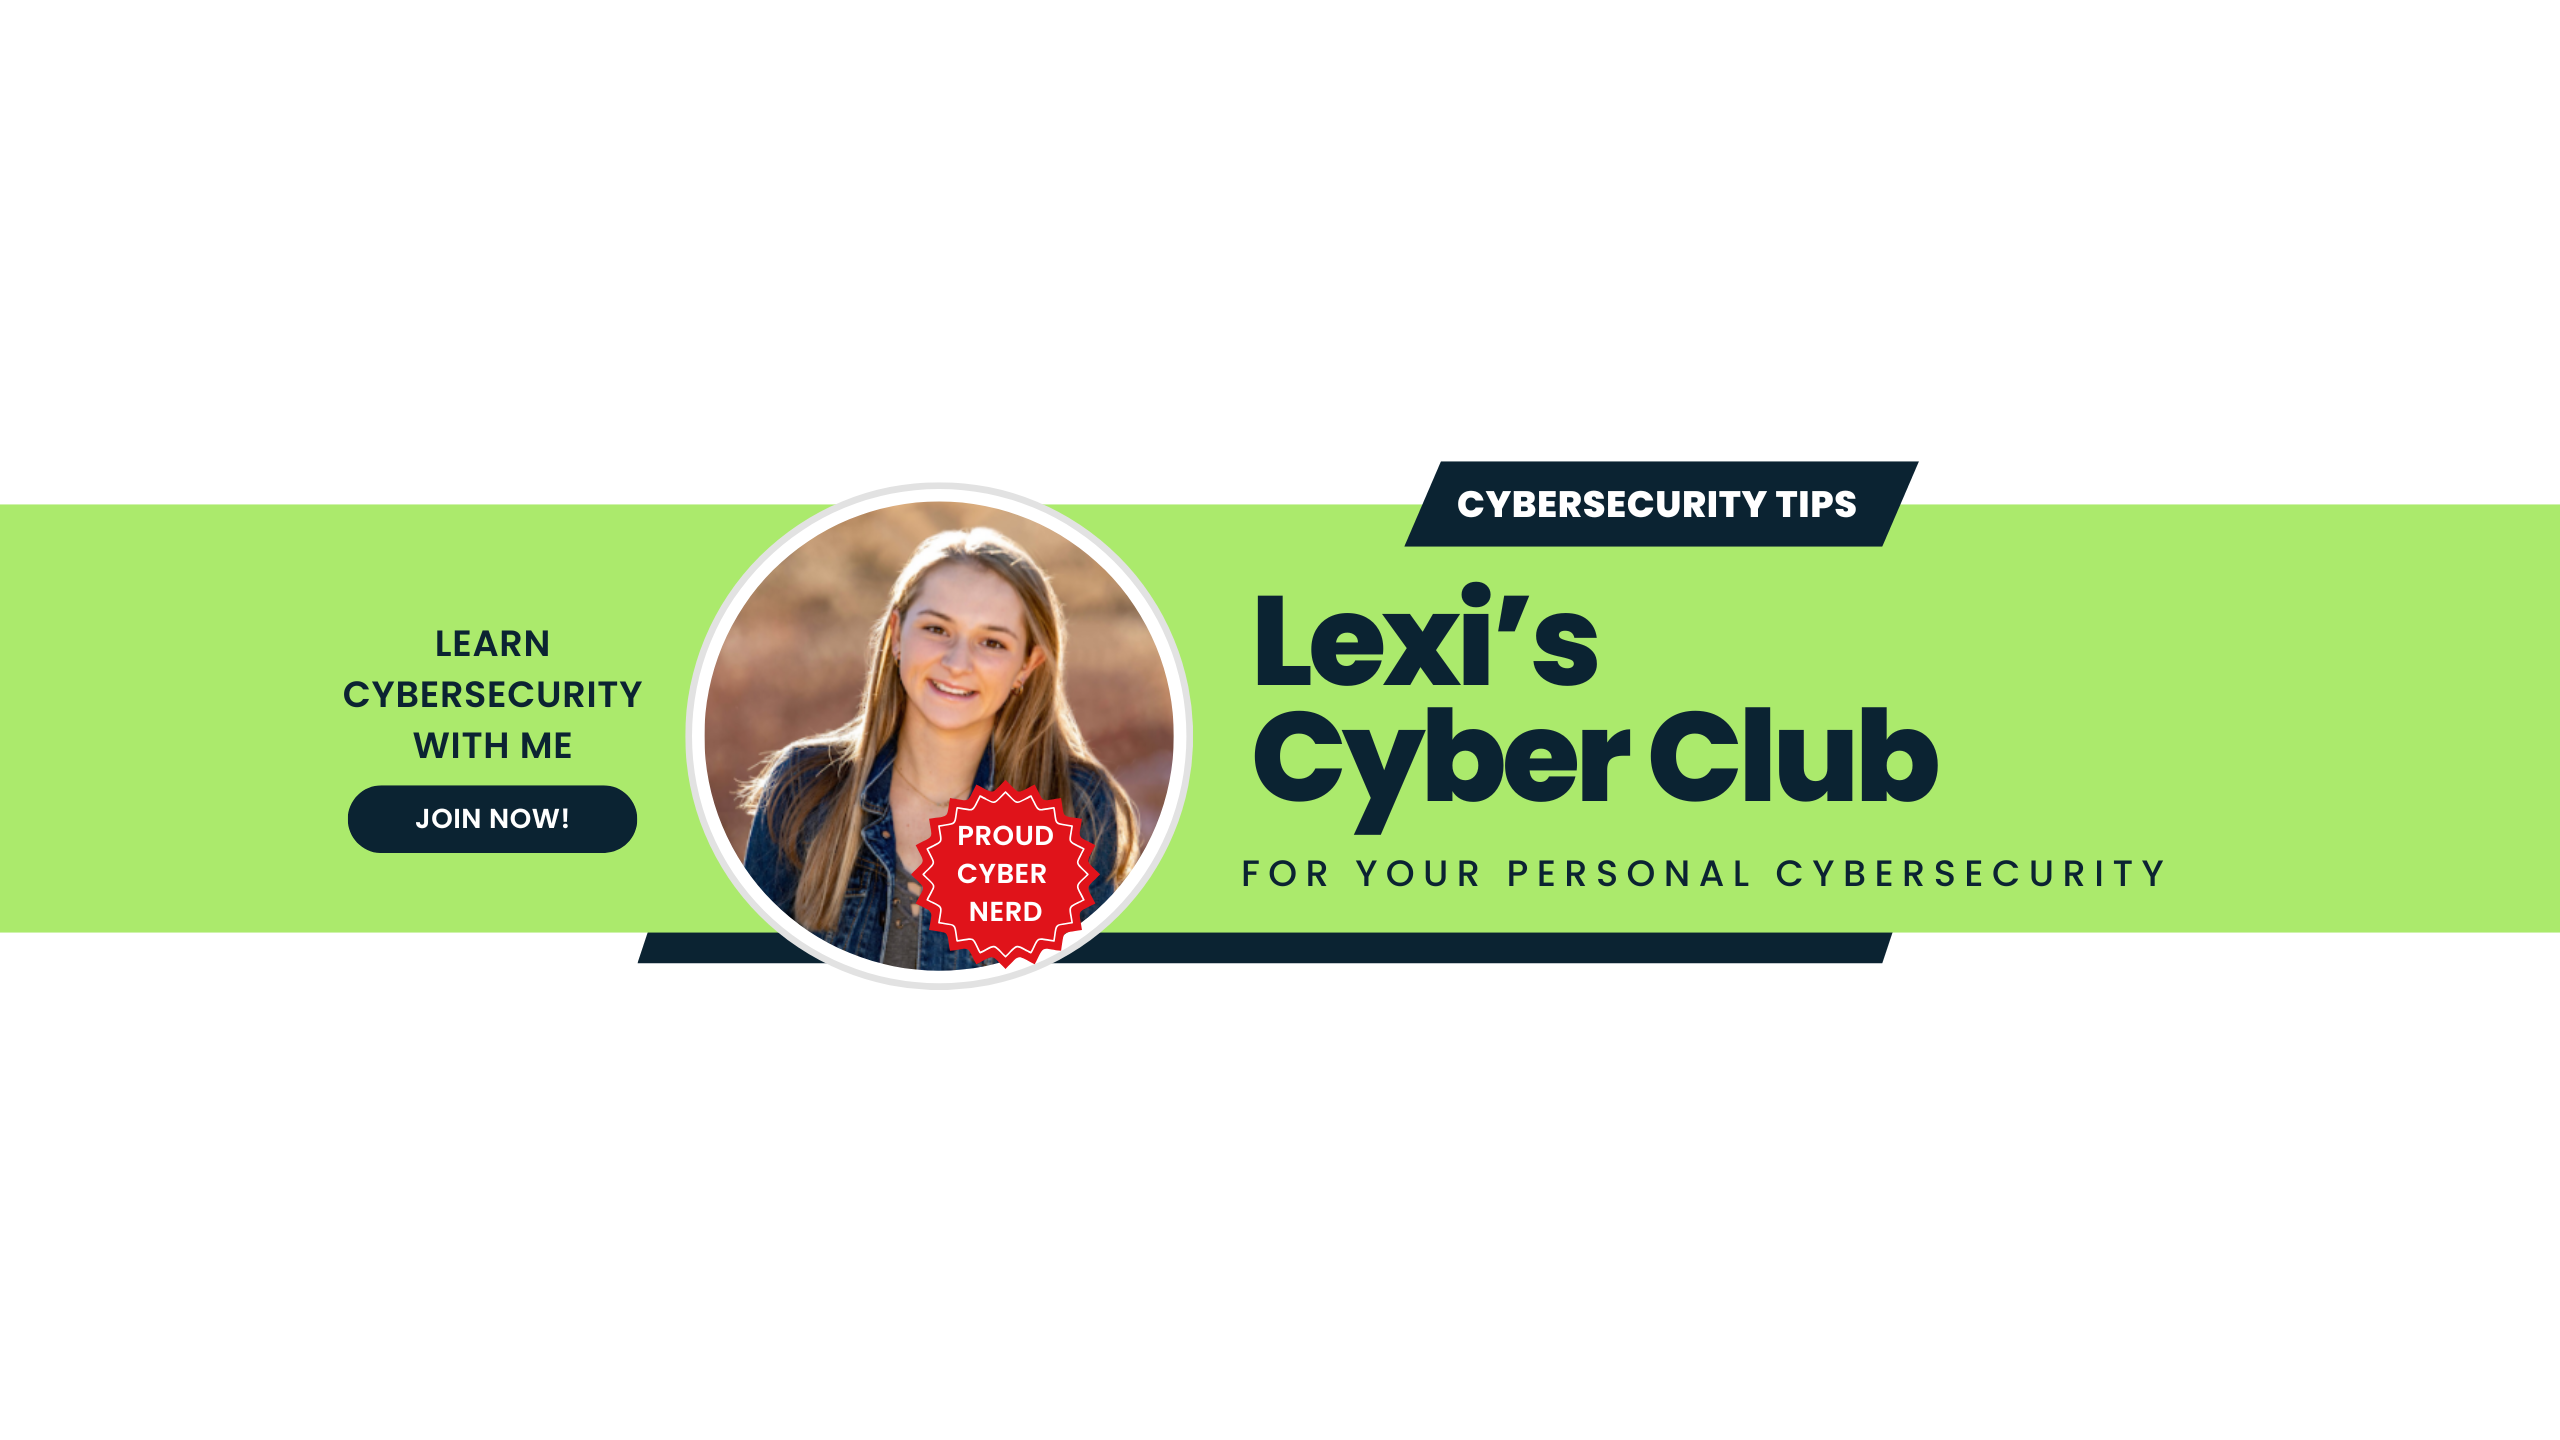 CYBERSECURITY TIPS
LEARN
CYBERSECURITY
WITH ME
JOIN NOW!
PROUD
CYBER
NERD
Lexi’s
Cyber Club
FOR YOUR PERSONAL CYBERSECURITY